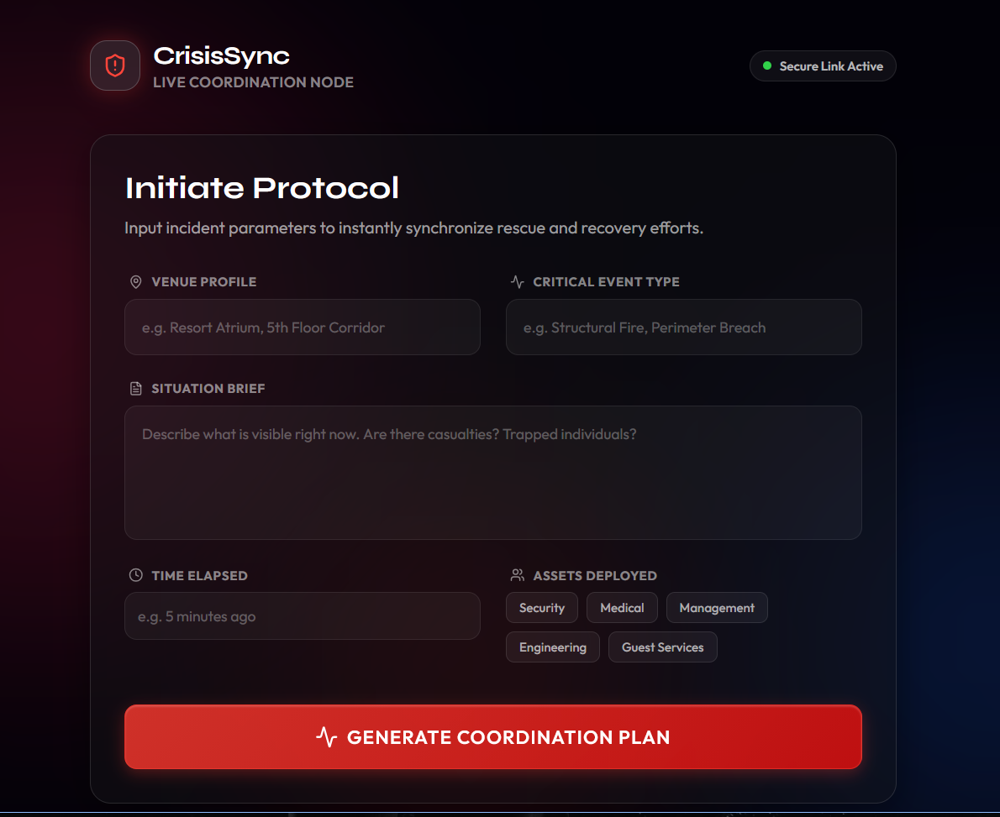 CrisisSync
LIVE COORDINATION NODE
Secure Link Active
Initiate Protocol
Input incident parameters to instantly synchronize rescue and recovery efforts.
VENUE PROFILE
e.g. Resort Atrium, 5th Floor Corridor
CRITICAL EVENT TYPE
e.g. Structural Fire, Perimeter Breach
SITUATION BRIEF
Describe what is visible right now. Are there casualties? Trapped individuals?
TIME ELAPSED
e.g. 5 minutes ago
ASSETS DEPLOYED
Security
Medical
Management
Engineering
Guest Services
GENERATE COORDINATION PLAN